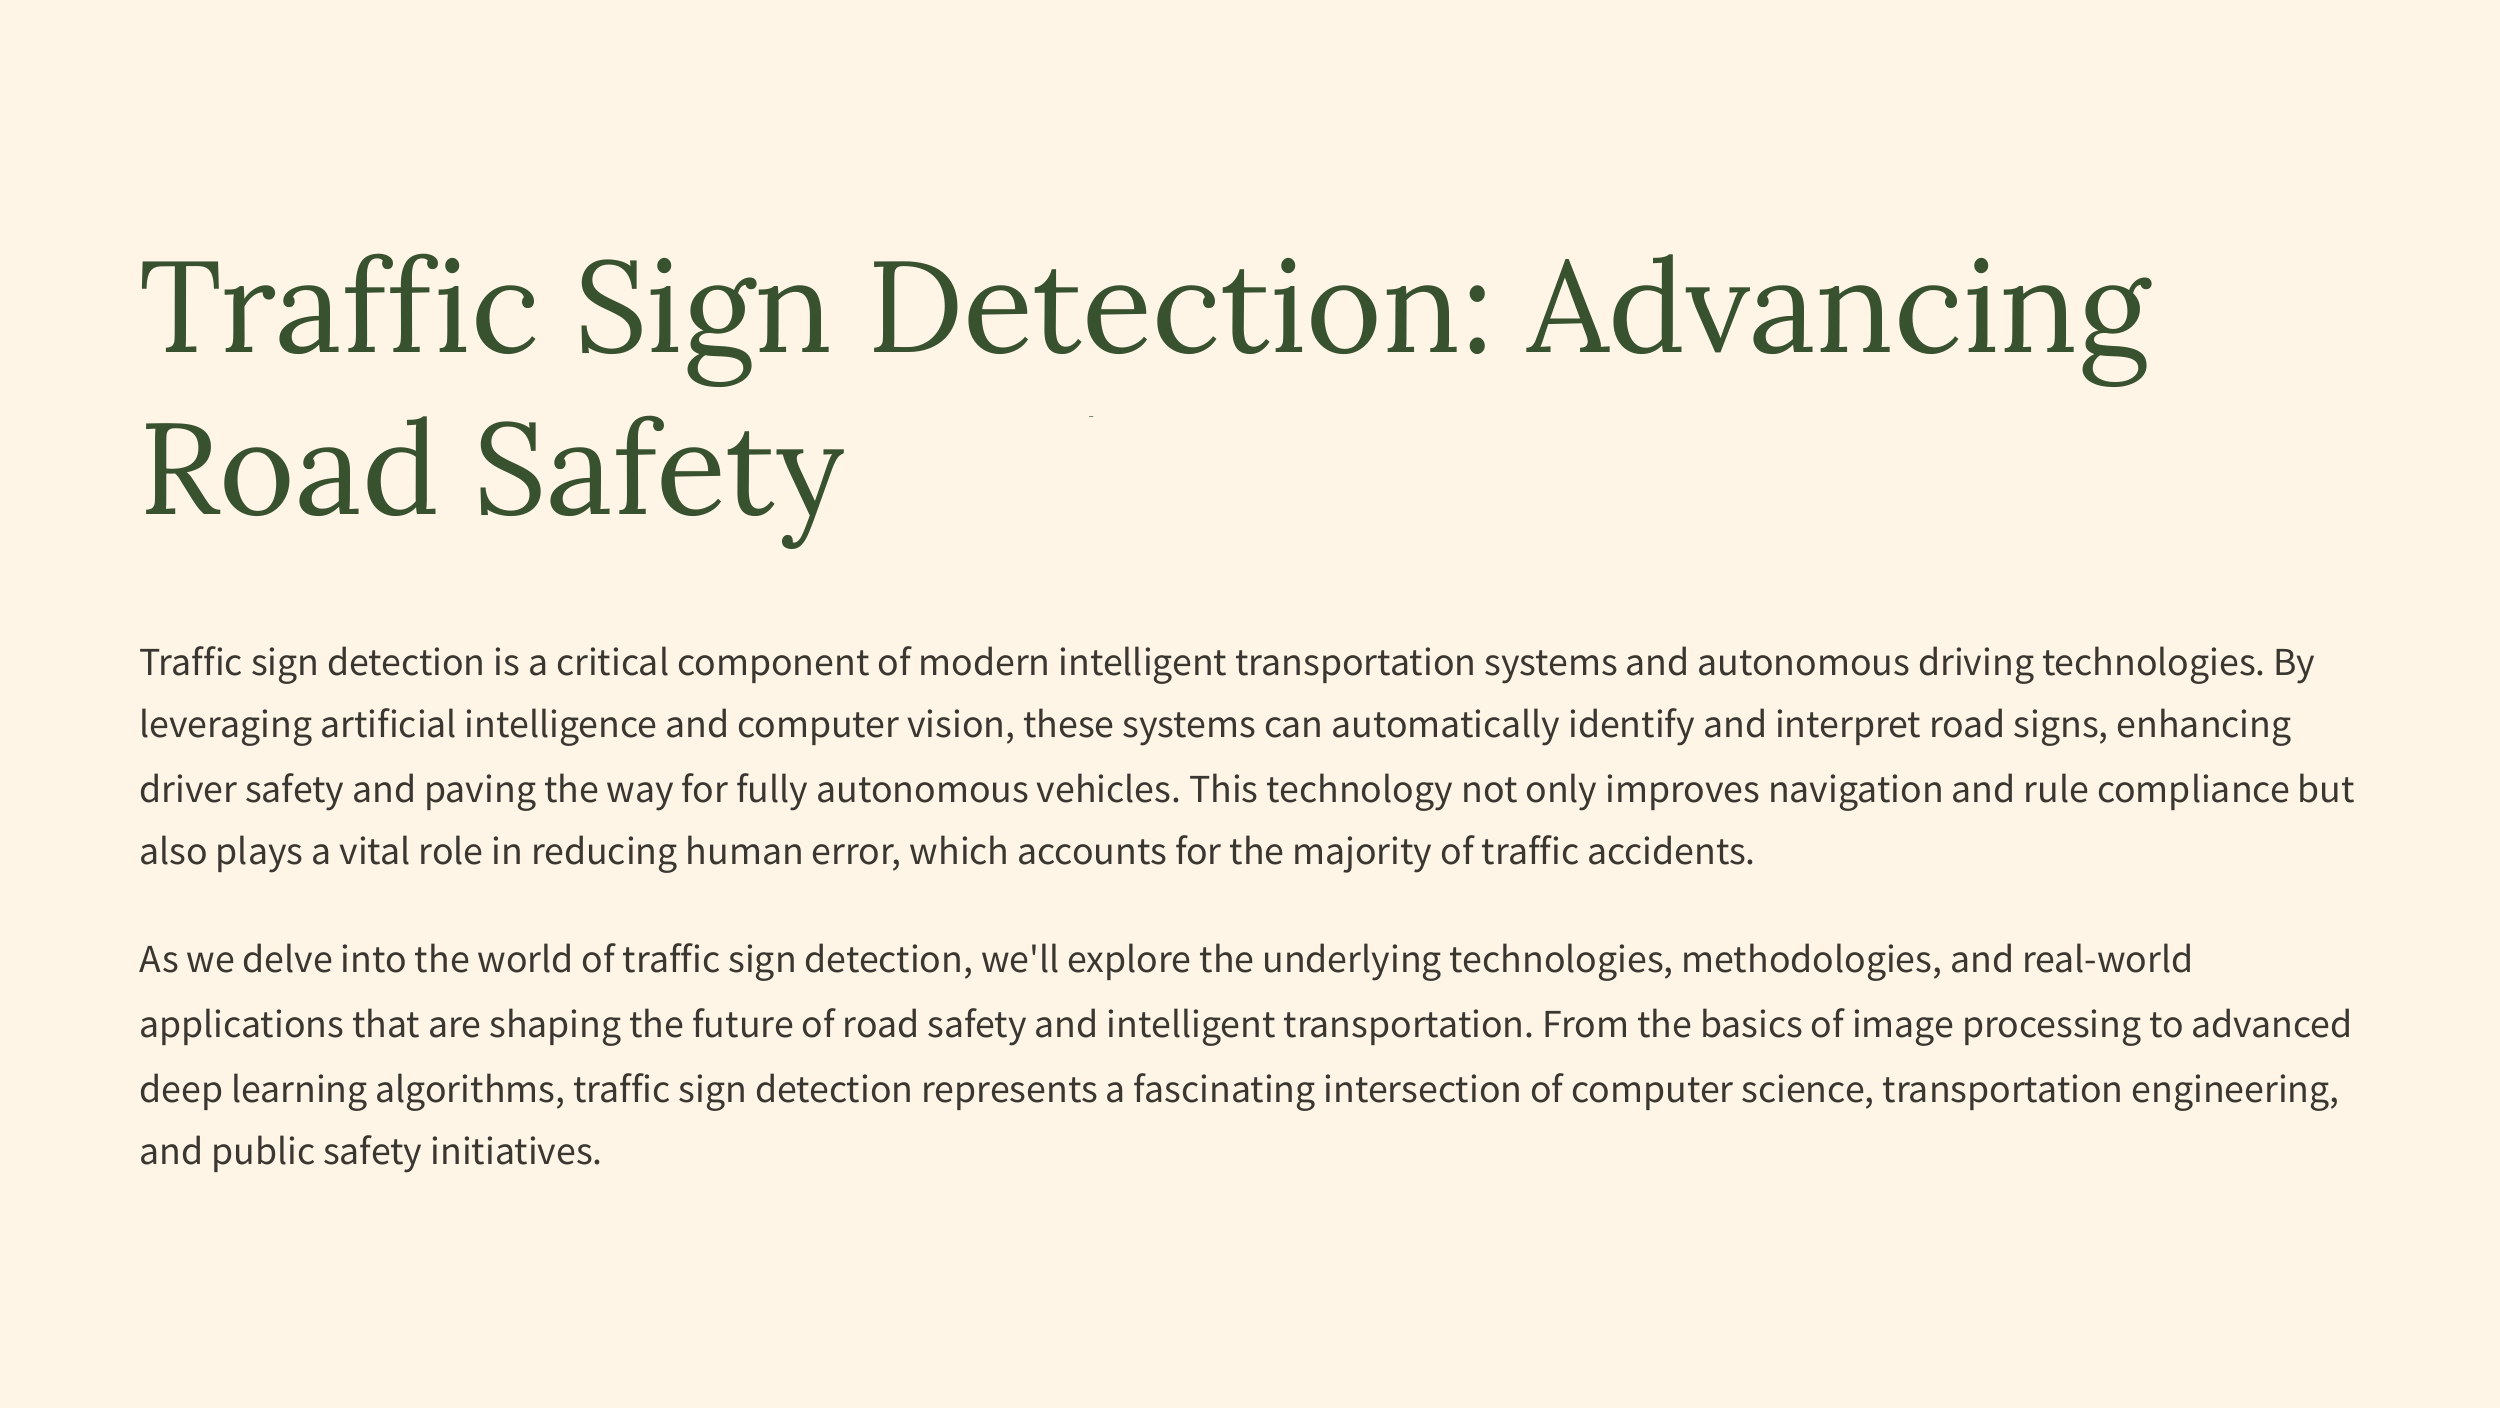 Traffic Sign Detection: Advancing
Road Safety
Traffic sign detection is a critical component of modern intelligent transportation systems and autonomous driving technologies. By
leveraging artificial intelligence and computer vision, these systems can automatically identify and interpret road signs, enhancing
driver safety and paving the way for fully autonomous vehicles. This technology not only improves navigation and rule compliance but
also plays a vital role in reducing human error, which accounts for the majority of traffic accidents.
As we delve into the world of traffic sign detection, we'll explore the underlying technologies, methodologies, and real-world
applications that are shaping the future of road safety and intelligent transportation. From the basics of image processing to advanced
deep learning algorithms, traffic sign detection represents a fascinating intersection of computer science, transportation engineering,
and public safety initiatives.